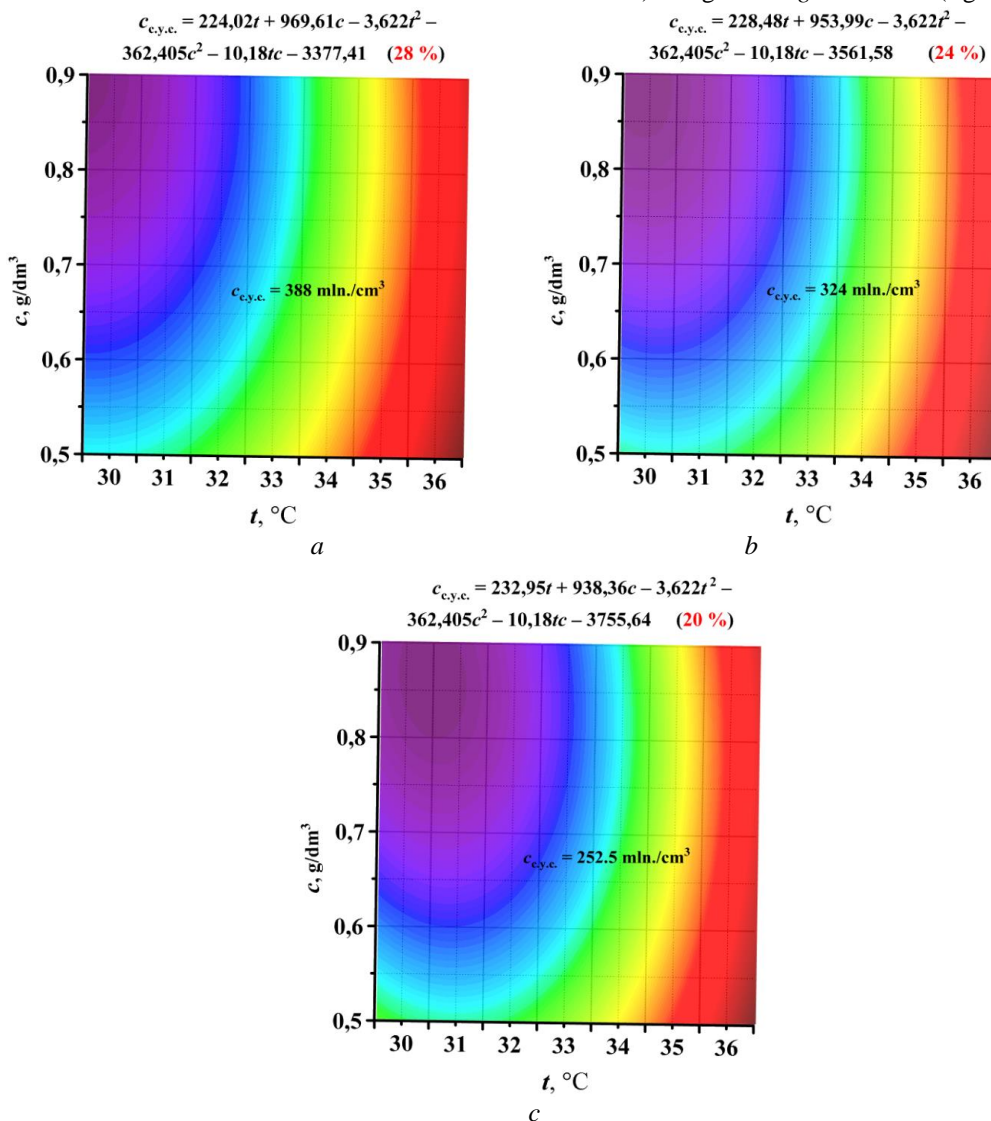 c_c.y.c. = 224,02t + 969,61c – 3,622t² –
362,405c² – 10,18tc – 3377,41 (28 %)
0,9
0,8
0,7
0,6
0,5
c, g/dm³
c_c.y.c. = 388 mln./cm³
30 31 32 33 34 35 36
t, °C
a
c_c.y.c. = 228,48t + 953,99c – 3,622t² –
362,405c² – 10,18tc – 3561,58 (24 %)
0,9
0,8
0,7
0,6
0,5
c, g/dm³
c_c.y.c. = 324 mln./cm³
30 31 32 33 34 35 36
t, °C
b
c_c.y.c. = 232,95t + 938,36c – 3,622t² –
362,405c² – 10,18tc – 3755,64 (20 %)
0,9
0,8
0,7
0,6
0,5
c, g/dm³
c_c.y.c. = 252.5 mln./cm³
30 31 32 33 34 35 36
t, °C
c